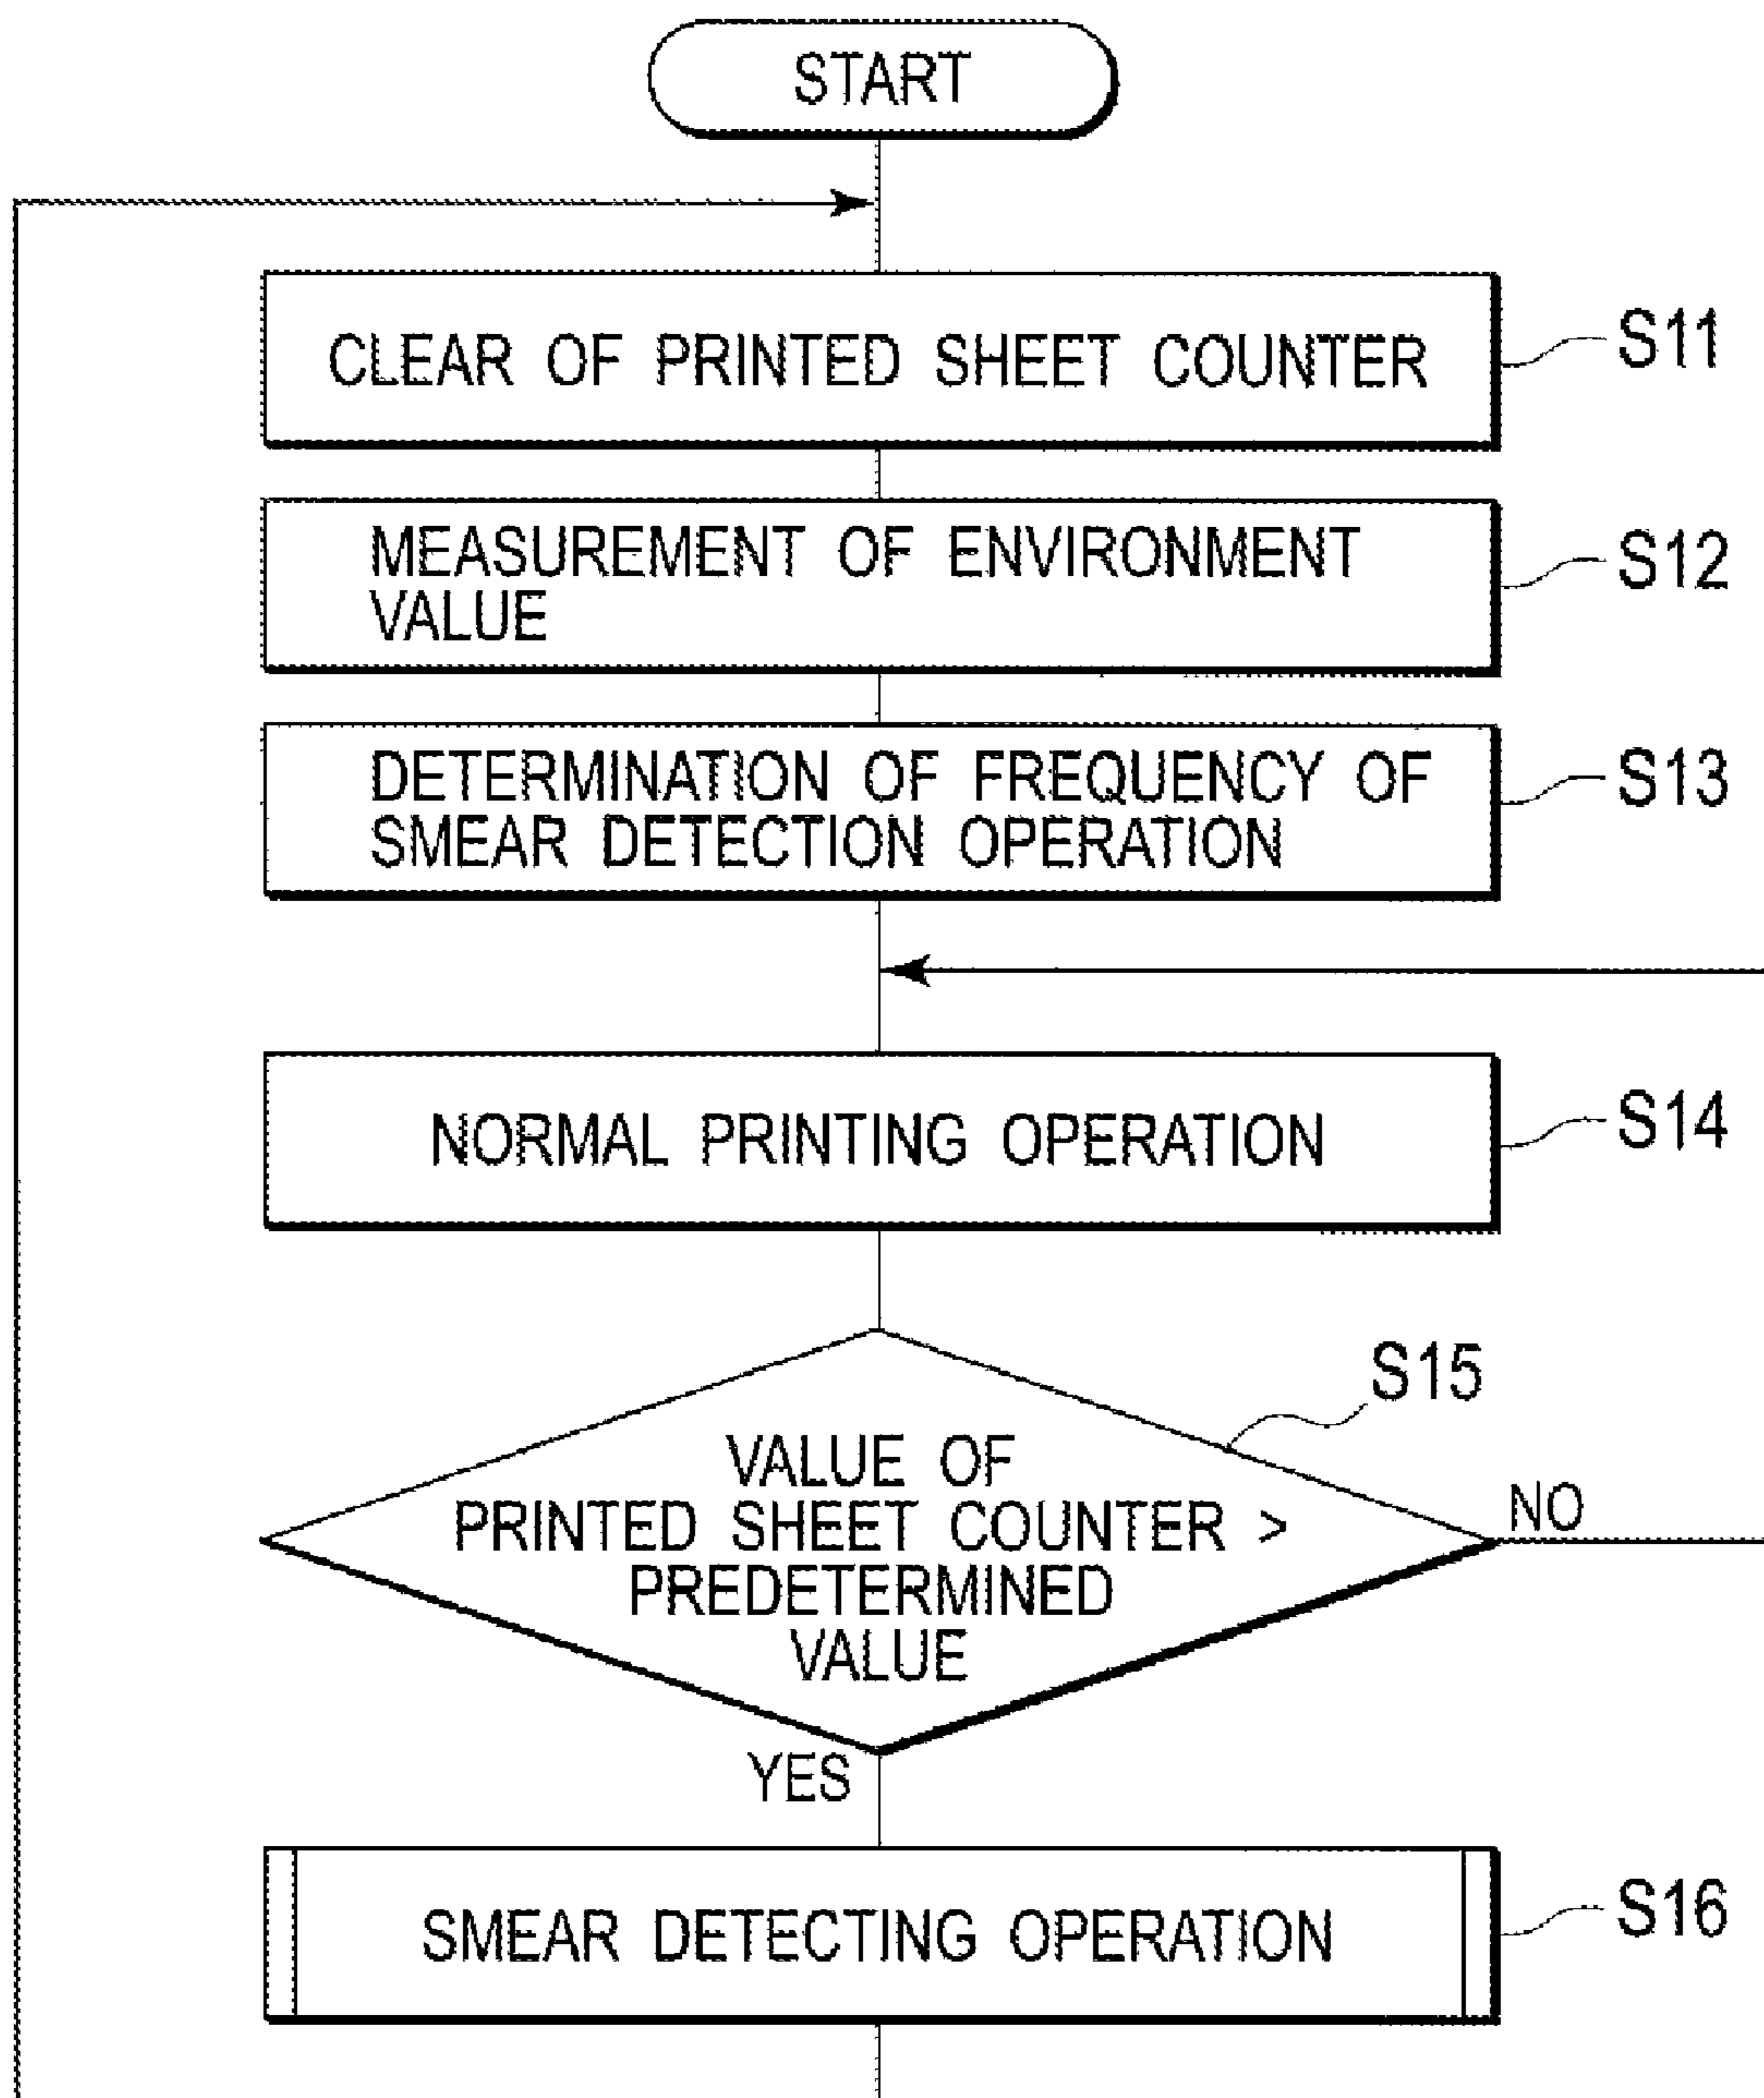 START
CLEAR OF PRINTED SHEET COUNTER
S11
MEASUREMENT OF ENVIRONMENT
VALUE
S12
DETERMINATION OF FREQUENCY OF
SMEAR DETECTION OPERATION
S13
NORMAL PRINTING OPERATION
S14
S15
VALUE OF
PRINTED SHEET COUNTER >
PREDETERMINED
VALUE
NO
YES
SMEAR DETECTING OPERATION
S16